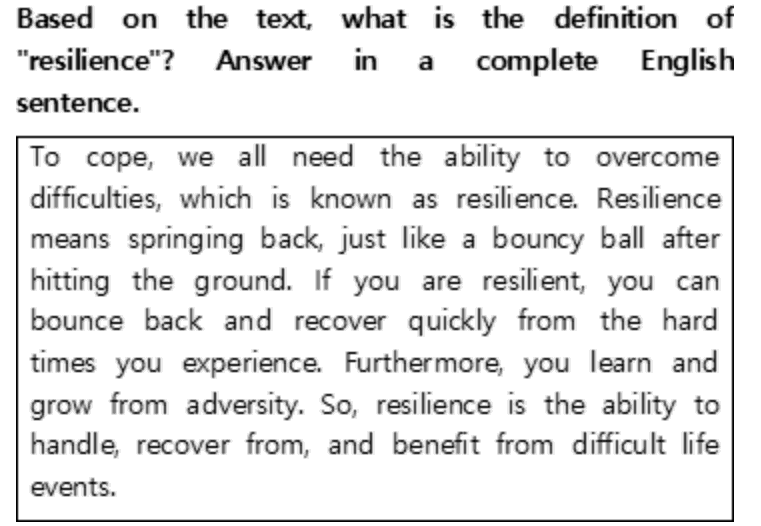 Based on the text, what is the definition of
"resilience"? Answer in a complete English
sentence.
To cope, we all need the ability to overcome
difficulties, which is known as resilience. Resilience
means springing back, just like a bouncy ball after
hitting the ground. If you are resilient, you can
bounce back and recover quickly from the hard
times you experience. Furthermore, you learn and
grow from adversity. So, resilience is the ability to
handle, recover from, and benefit from difficult life
events.